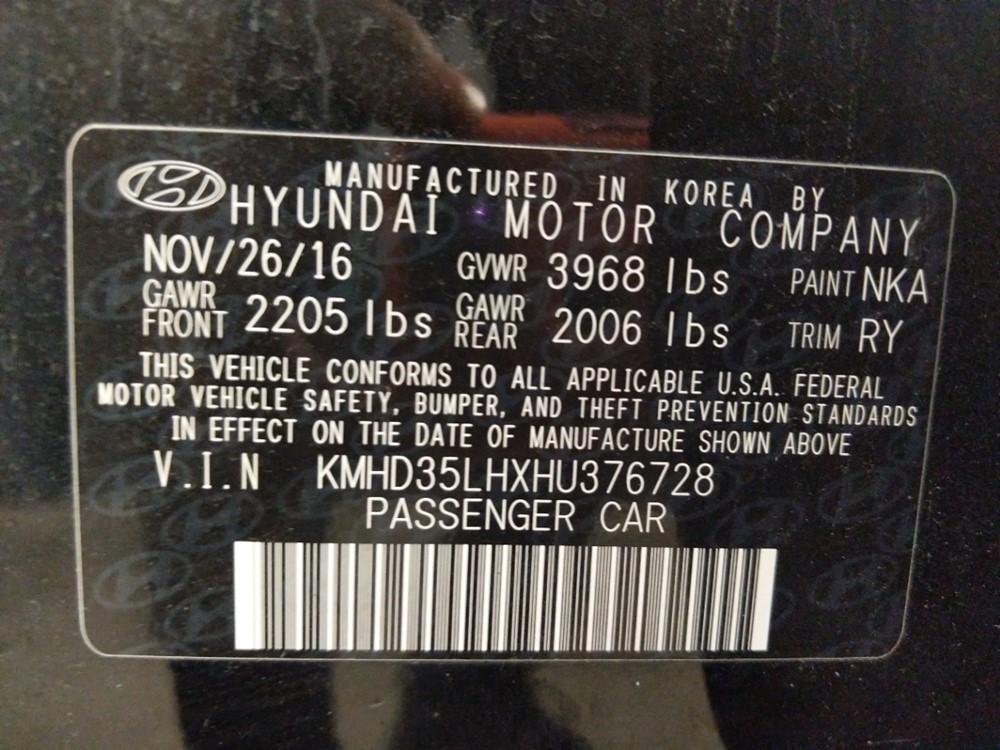 MANUFACTURED IN KOREA BY
HYUNDAI MOTOR COMPANY
NOV/26/16 GVWR 3968 lbs PAINT NKA
GAWR FRONT 2205 lbs GAWR REAR 2006 lbs TRIM RY
THIS VEHICLE CONFORMS TO ALL APPLICABLE U.S.A. FEDERAL
MOTOR VEHICLE SAFETY, BUMPER, AND THEFT PREVENTION STANDARDS
IN EFFECT ON THE DATE OF MANUFACTURE SHOWN ABOVE
V.I.N KMHD35LHXHU376728
PASSENGER CAR